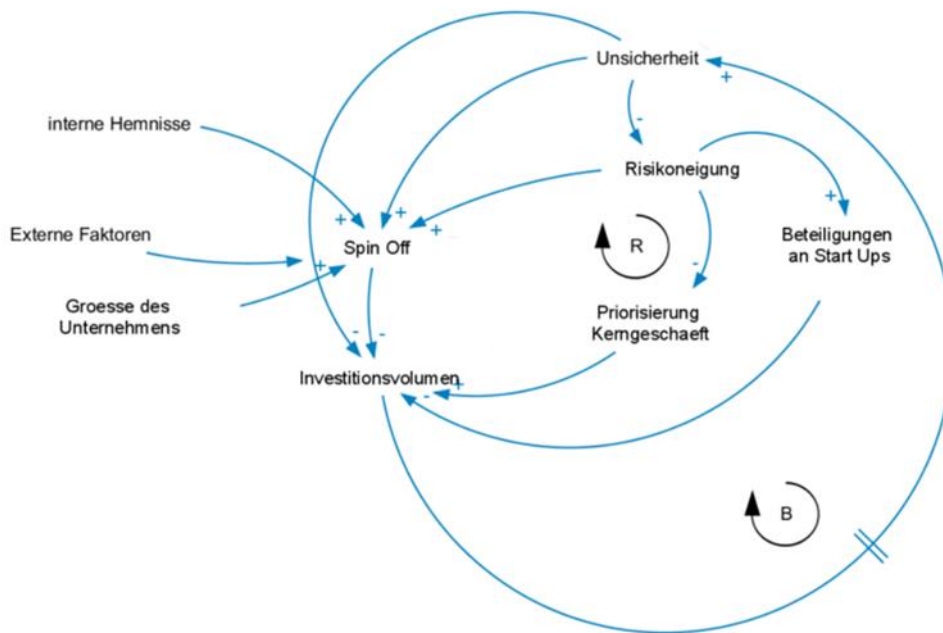 Unsicherheit
+
interne Hemnisse
-
Risikoneigung
+
+
+
+
Externe Faktoren
Spin Off
R
Beteiligungen
an Start Ups
+
-
Groesse des
Unternehmens
Priorisierung
Kerngeschaeft
-
-
Investitionsvolumen
-
+
B